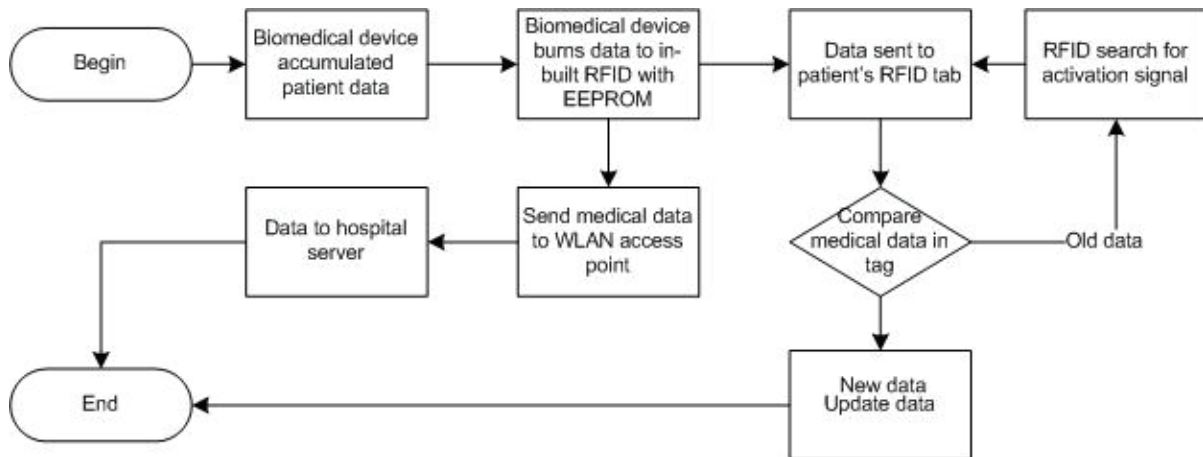 Begin
Biomedical device
accumulated
patient data
Biomedical device
burns data to in-
built RFID with
EEPROM
Data sent to
patient's RFID tab
RFID search for
activation signal
Data to hospital
server
Send medical data
to WLAN access
point
Compare
medical data in
tag
Old data
End
New data
Update data